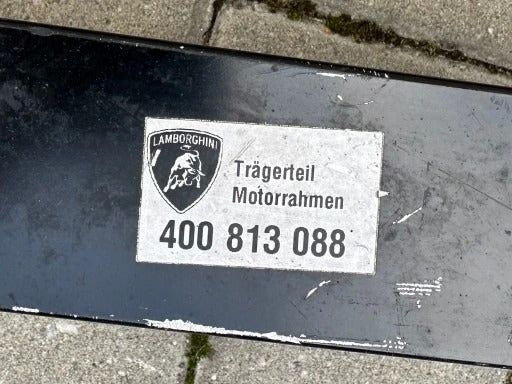 LAMBORGHINI
Trägerteil
Motorrahmen
400 813 088